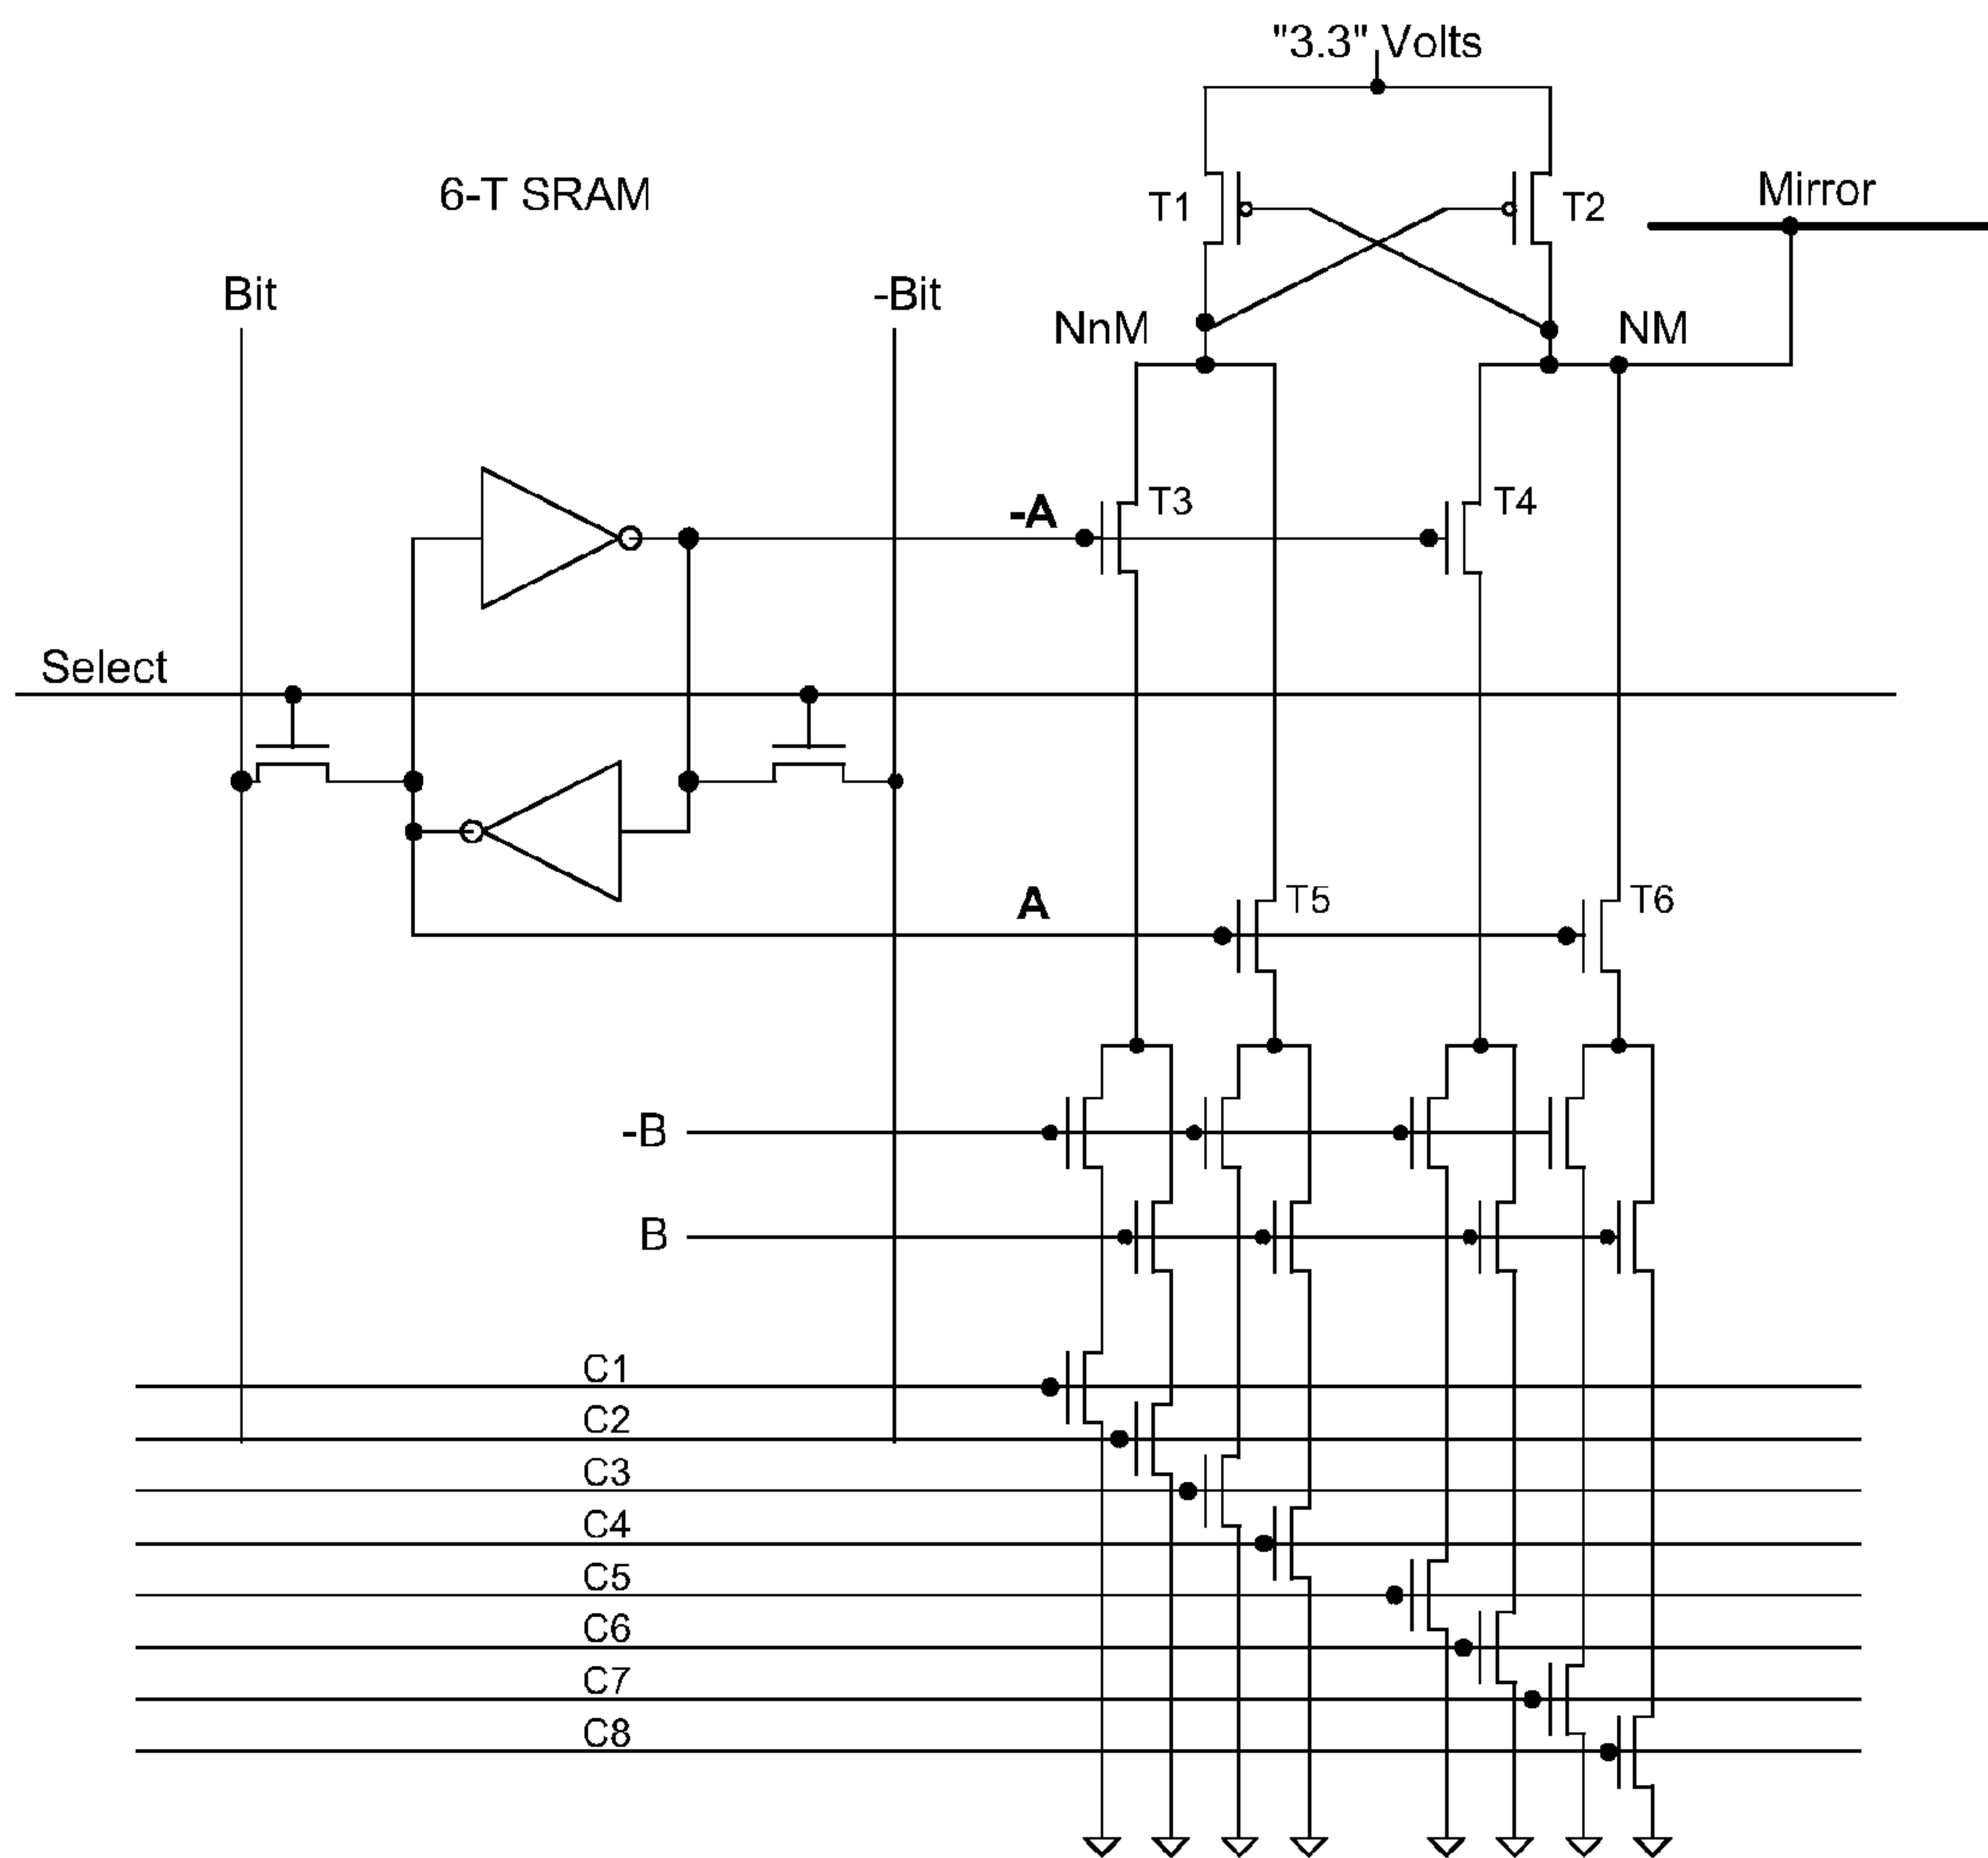 "3.3" Volts
6-T SRAM
T1
T2
Mirror
Bit
-Bit
NnM
NM
-A
T3
T4
Select
A
T5
T6
-B
B
C1
C2
C3
C4
C5
C6
C7
C8